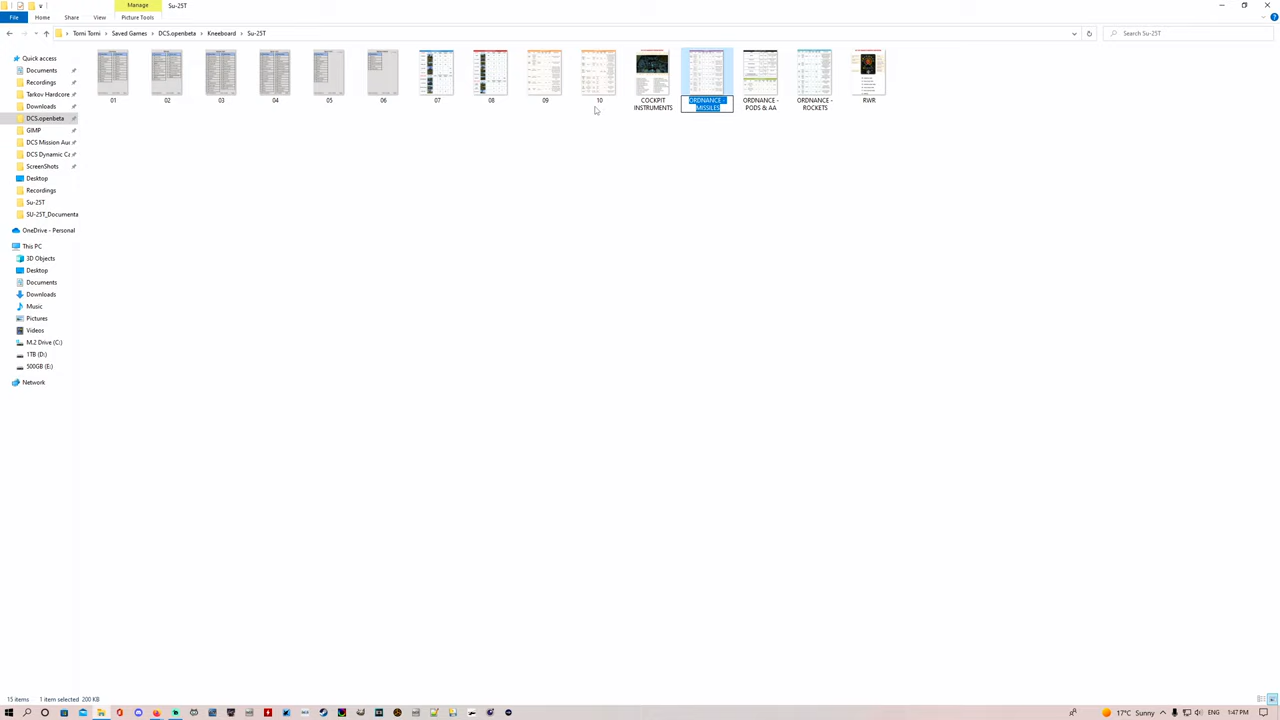 Manage
Su-25T
File
Home
Share
View
Picture Tools
Torni Torni
Saved Games
DCS.openbeta
Kneeboard
Su-25T
Search Su-25T
Quick access
Documents
Recordings
Tarkov Hardcore
Downloads
DCS.openbeta
GIMP
DCS Mission Au
DCS Dynamic Ca
ScreenShots
Desktop
Recordings
Su-25T
SU-25T_Documenta
OneDrive - Personal
This PC
3D Objects
Desktop
Documents
Downloads
Music
Pictures
Videos
M.2 Drive (C:)
1TB (D:)
500GB (E:)
Network
01
02
03
04
05
06
07
08
09
10
COCKPIT
INSTRUMENTS
ORDNANCE -
MISSILES
ORDNANCE -
PODS & AA
ORDNANCE -
ROCKETS
RWR
15 items
1 item selected. 200 KB
17°C Sunny
ENG
1:47 PM